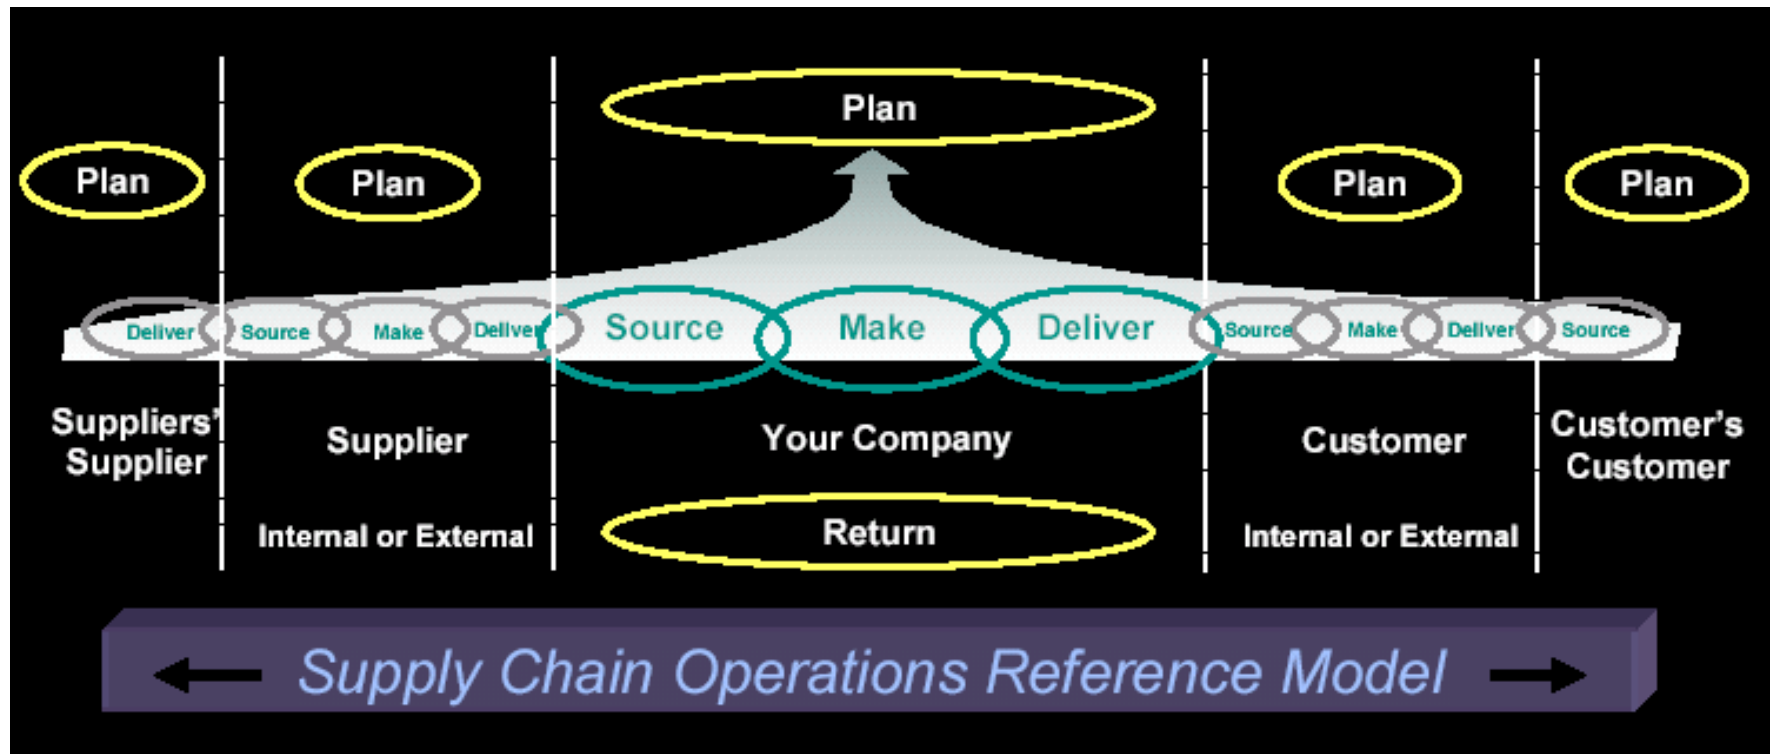 Plan
Plan
Plan
Plan
Plan
Deliver
Source
Make
Deliver
Source
Make
Deliver
Source
Make
Deliver
Source
Suppliers’
Supplier
Supplier
Your Company
Customer
Customer’s
Customer
Internal or External
Return
Internal or External
Supply Chain Operations Reference Model